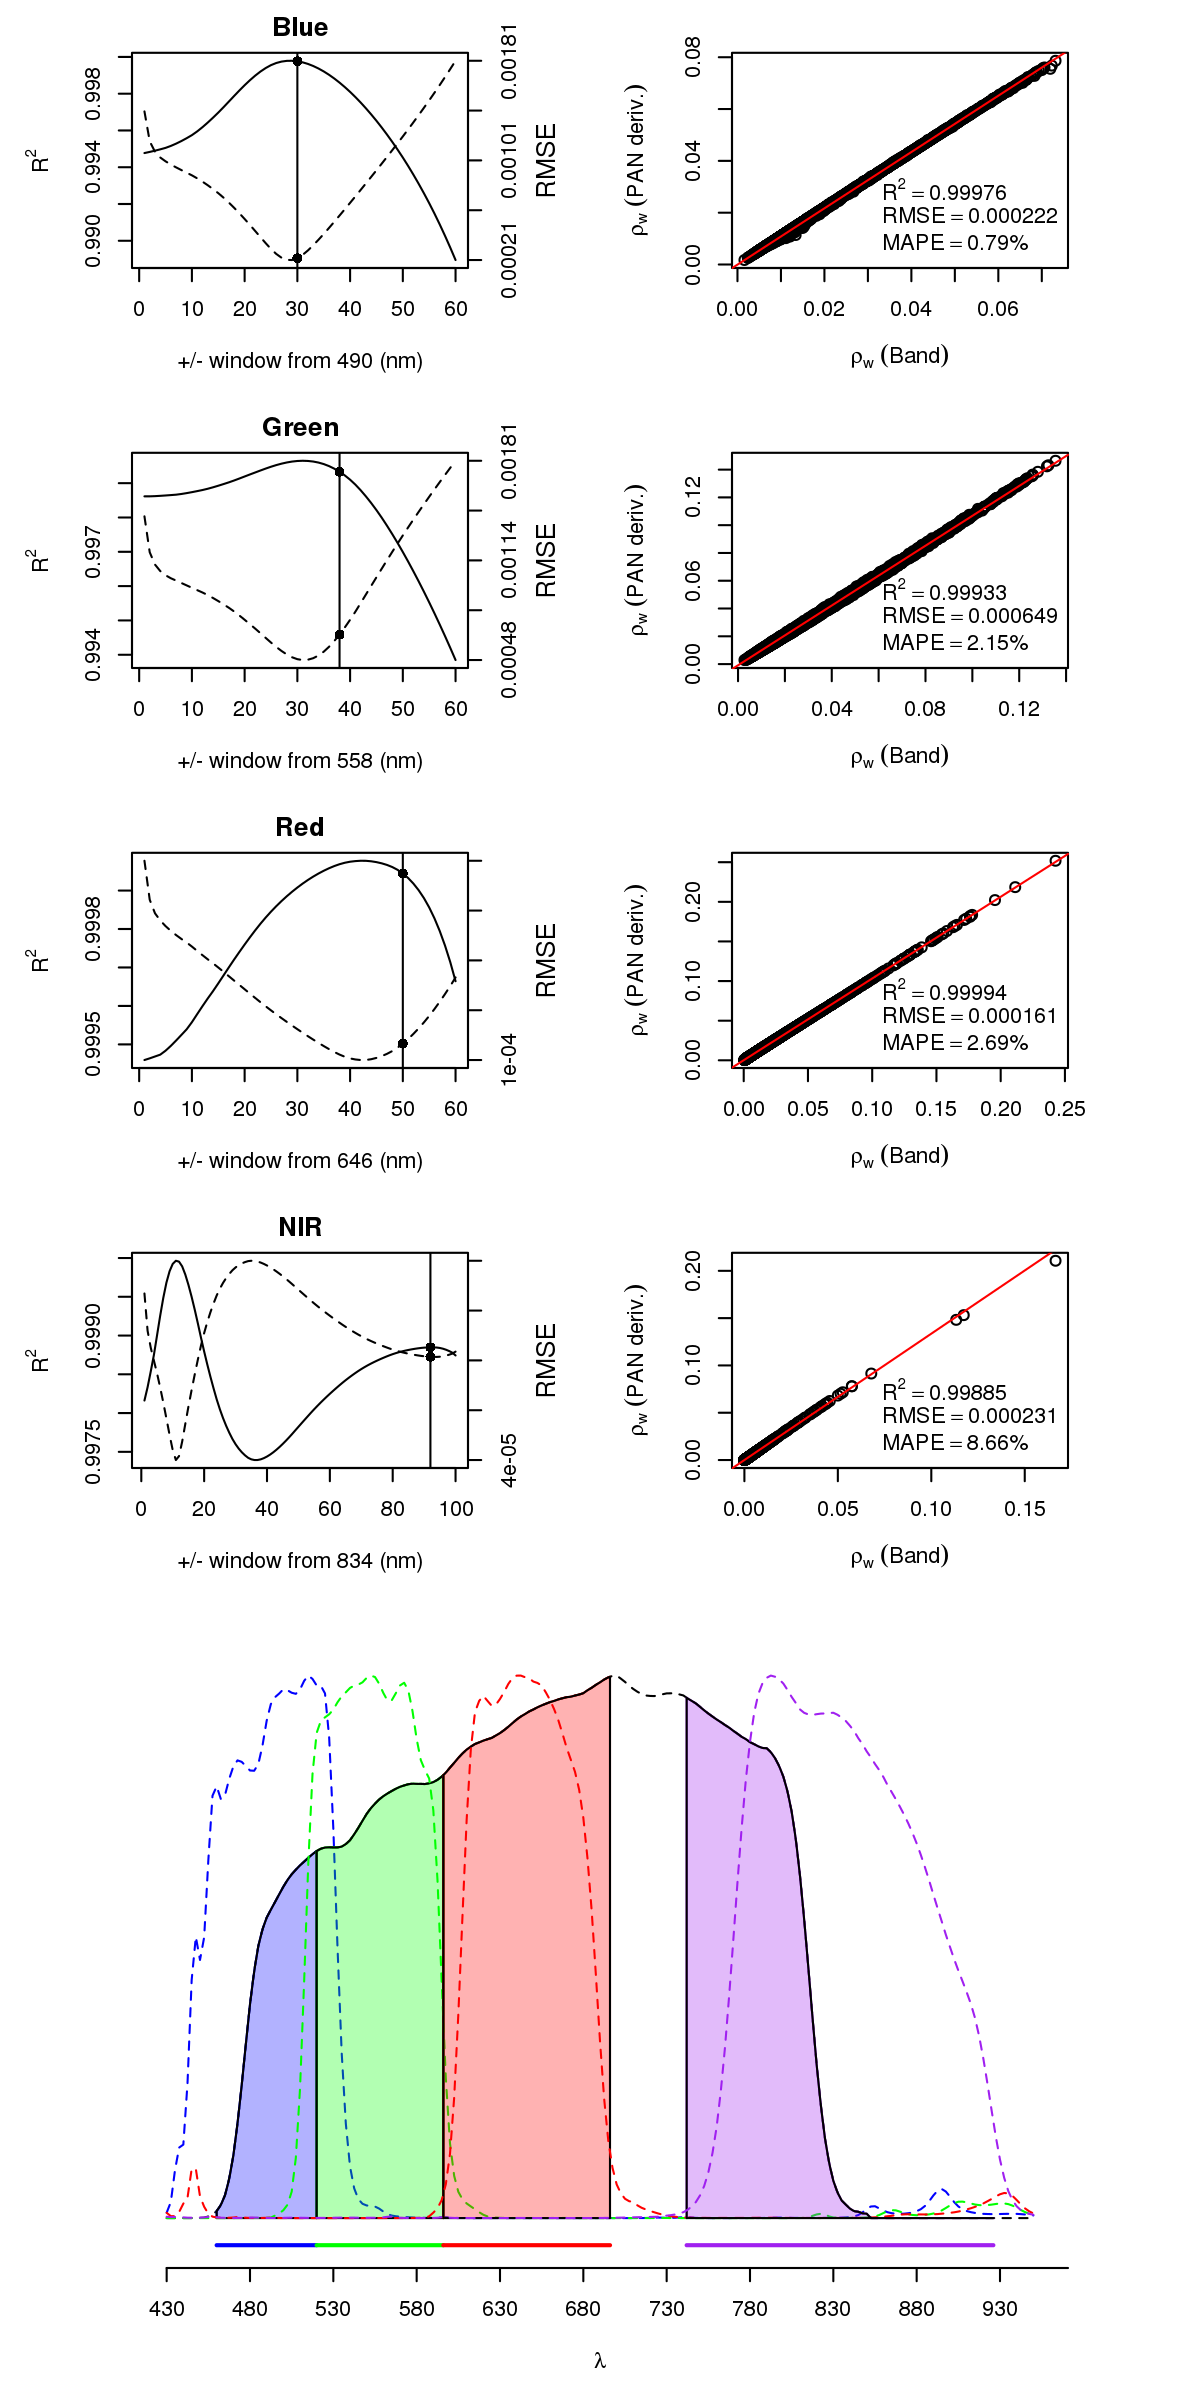 Blue
R²
0.990 0.994 0.998
0.00021 0.00101 0.00181
RMSE
0 10 20 30 40 50 60
+/- window from 490 (nm)
ρw (PAN deriv.)
0.00 0.04 0.08
R² = 0.99976
RMSE = 0.000222
MAPE = 0.79%
0.00 0.02 0.04 0.06
ρw (Band)
Green
R²
0.994 0.997
0.00048 0.00114 0.00181
RMSE
0 10 20 30 40 50 60
+/- window from 558 (nm)
ρw (PAN deriv.)
0.00 0.06 0.12
R² = 0.99933
RMSE = 0.000649
MAPE = 2.15%
0.00 0.04 0.08 0.12
ρw (Band)
Red
R²
0.9995 0.9998
1e-04
RMSE
0 10 20 30 40 50 60
+/- window from 646 (nm)
ρw (PAN deriv.)
0.00 0.10 0.20
R² = 0.99994
RMSE = 0.000161
MAPE = 2.69%
0.00 0.05 0.10 0.15 0.20 0.25
ρw (Band)
NIR
R²
0.9975 0.9990
4e-05
RMSE
0 20 40 60 80 100
+/- window from 834 (nm)
ρw (PAN deriv.)
0.00 0.10 0.20
R² = 0.99885
RMSE = 0.000231
MAPE = 8.66%
0.00 0.05 0.10 0.15
ρw (Band)
430 480 530 580 630 680 730 780 830 880 930
λ